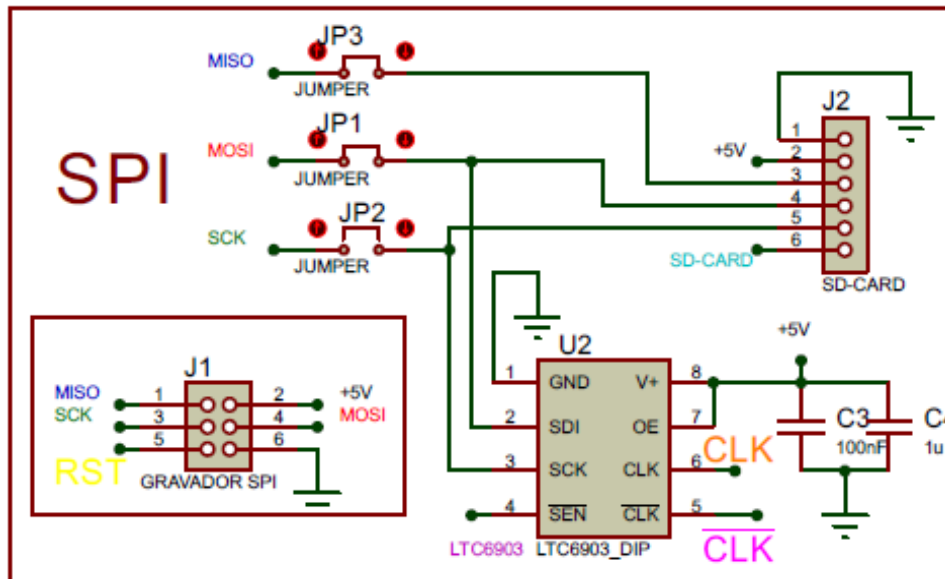 SPI
MISO
JP3
JUMPER
MOSI
JP1
JUMPER
SCK
JP2
JUMPER
J2
1
+5V 2
3
4
5
SD-CARD 6
SD-CARD
J1
MISO 1 2 +5V
SCK 3 4 MOSI
RST 5 6
GRAVADOR SPI
U2
1 GND V+ 8
2 SDI OE 7
3 SCK CLK 6 CLK
4 SEN CLK 5 CLK
LTC6903 LTC6903_DIP
+5V
C3
100nF
C4
1u